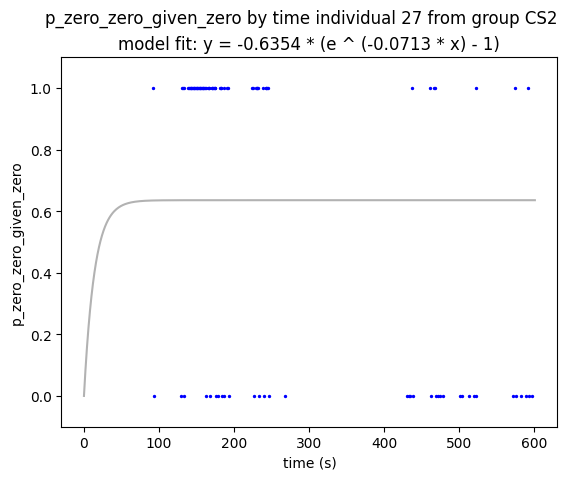 p_zero_zero_given_zero by time individual 27 from group CS2
model fit: y = -0.6354 * (e ^ (-0.0713 * x) - 1)
1.0
0.8
0.6
0.4
0.2
0.0
p_zero_zero_given_zero
0 100 200 300 400 500 600
time (s)